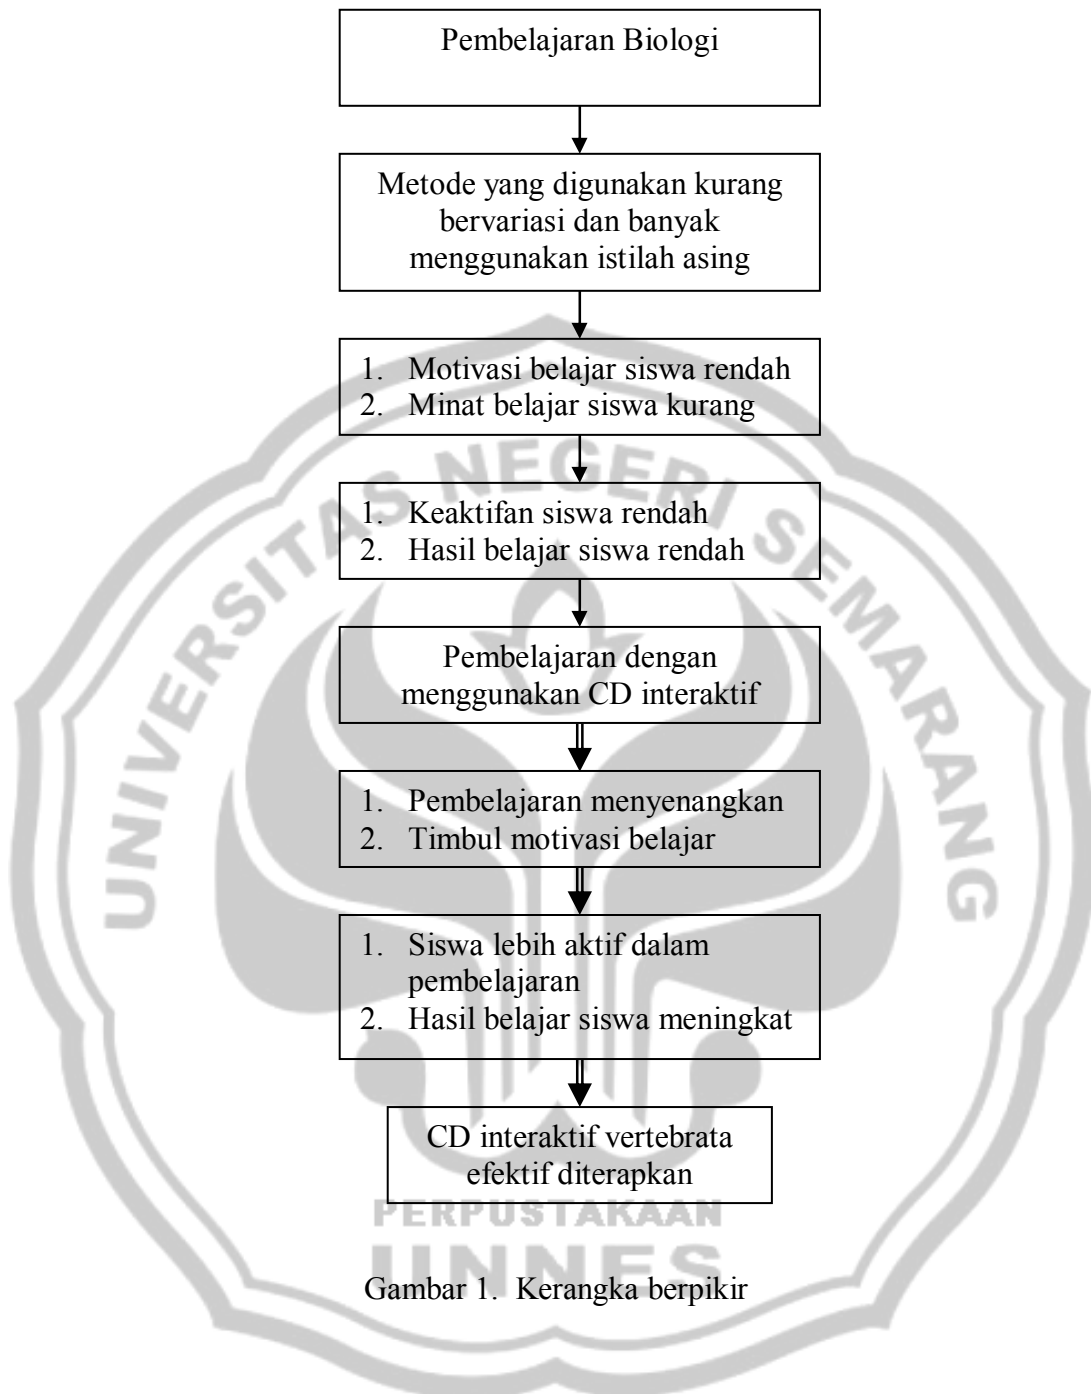 Pembelajaran Biologi
Metode yang digunakan kurang
bervariasi dan banyak
menggunakan istilah asing
1. Motivasi belajar siswa rendah
2. Minat belajar siswa kurang
1. Keaktifan siswa rendah
2. Hasil belajar siswa rendah
Pembelajaran dengan
menggunakan CD interaktif
1. Pembelajaran menyenangkan
2. Timbul motivasi belajar
1. Siswa lebih aktif dalam
pembelajaran
2. Hasil belajar siswa meningkat
CD interaktif vertebrata
efektif diterapkan
Gambar 1. Kerangka berpikir
UNIVERSITAS NEGERI SEMARANG
PERPUSTAKAAN
UNNES